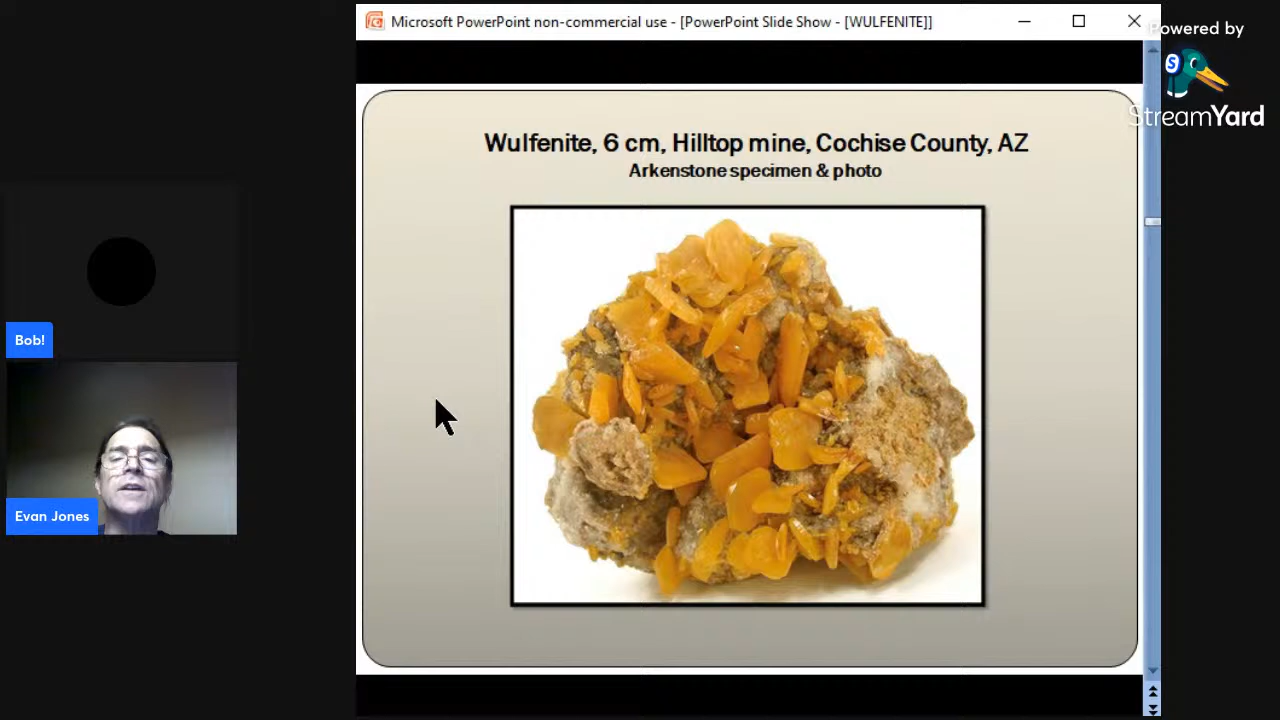 Microsoft PowerPoint non-commercial use - [PowerPoint Slide Show - [WULFENITE]]
Powered by
S
StreamYard
Wulfenite, 6 cm, Hilltop mine, Cochise County, AZ
Arkenstone specimen & photo
Bob!
Evan Jones